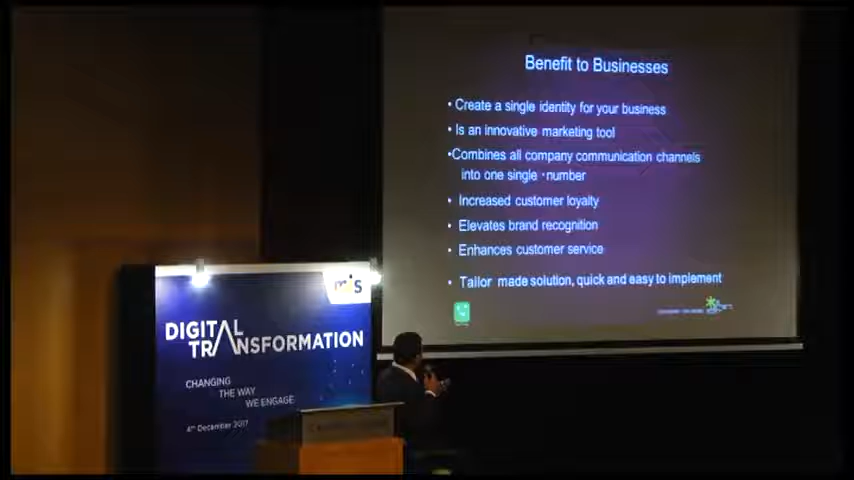 Benefit to Businesses
• Create a single identity for your business
• Is an innovative marketing tool
•Combines all company communication channels
into one single •number
• Increased customer loyalty
• Elevates brand recognition
• Enhances customer service
• Tailor made solution, quick and easy to implement
DIGITAL
TRANSFORMATION
CHANGING
THE WAY
WE ENGAGE
4th December 2017